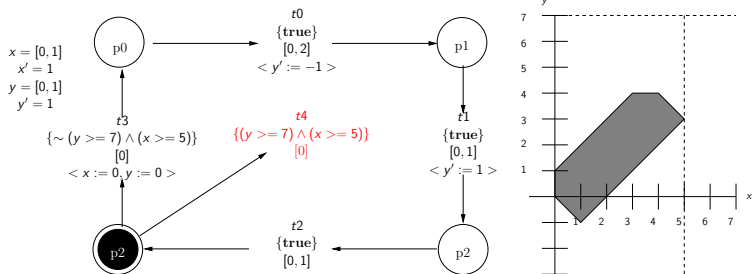 x = [0, 1]
x′ = 1
y = [0, 1]
y′ = 1
p0
t0
{true}
[0, 2]
< y′ := −1 >
p1
t3
{∼ (y >= 7) ∧ (x >= 5)}
[0]
< x := 0, y := 0 >
t4
{(y >= 7) ∧ (x >= 5)}
[0]
t1
{true}
[0, 1]
< y′ := 1 >
p2
t2
{true}
[0, 1]
p2
y
7
6
5
4
3
2
1
1 2 3 4 5 6 7
x